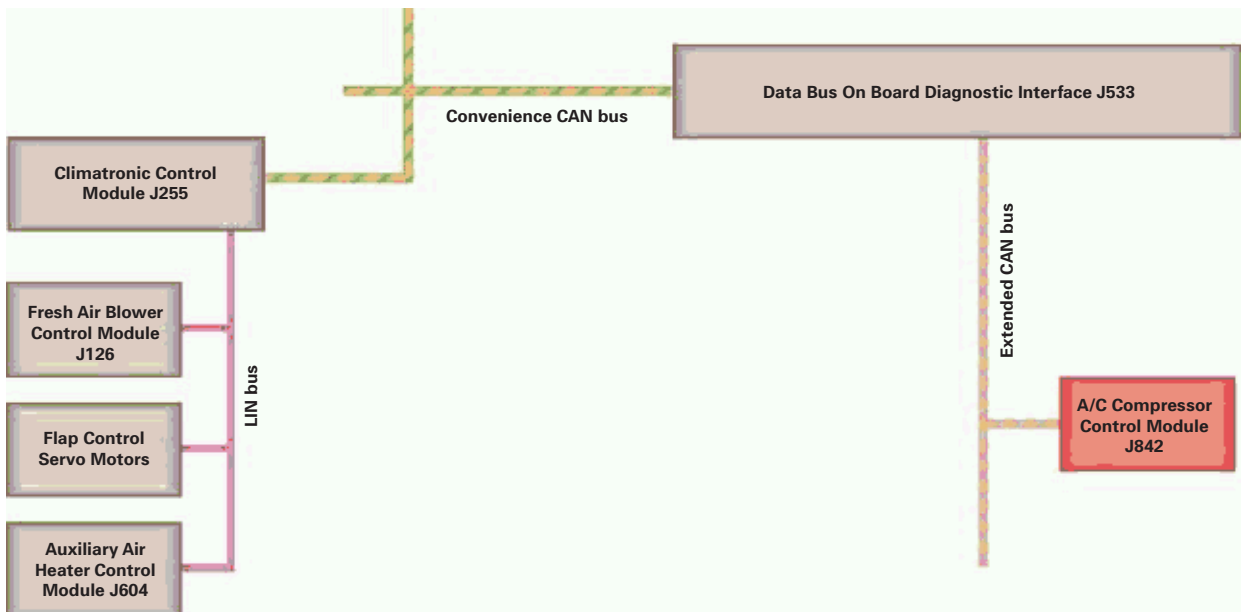 Data Bus On Board Diagnostic Interface J533
Convenience CAN bus
Climatronic Control
Module J255
Extended CAN bus
Fresh Air Blower
Control Module
J126
LIN bus
A/C Compressor
Control Module
J842
Flap Control
Servo Motors
Auxiliary Air
Heater Control
Module J604